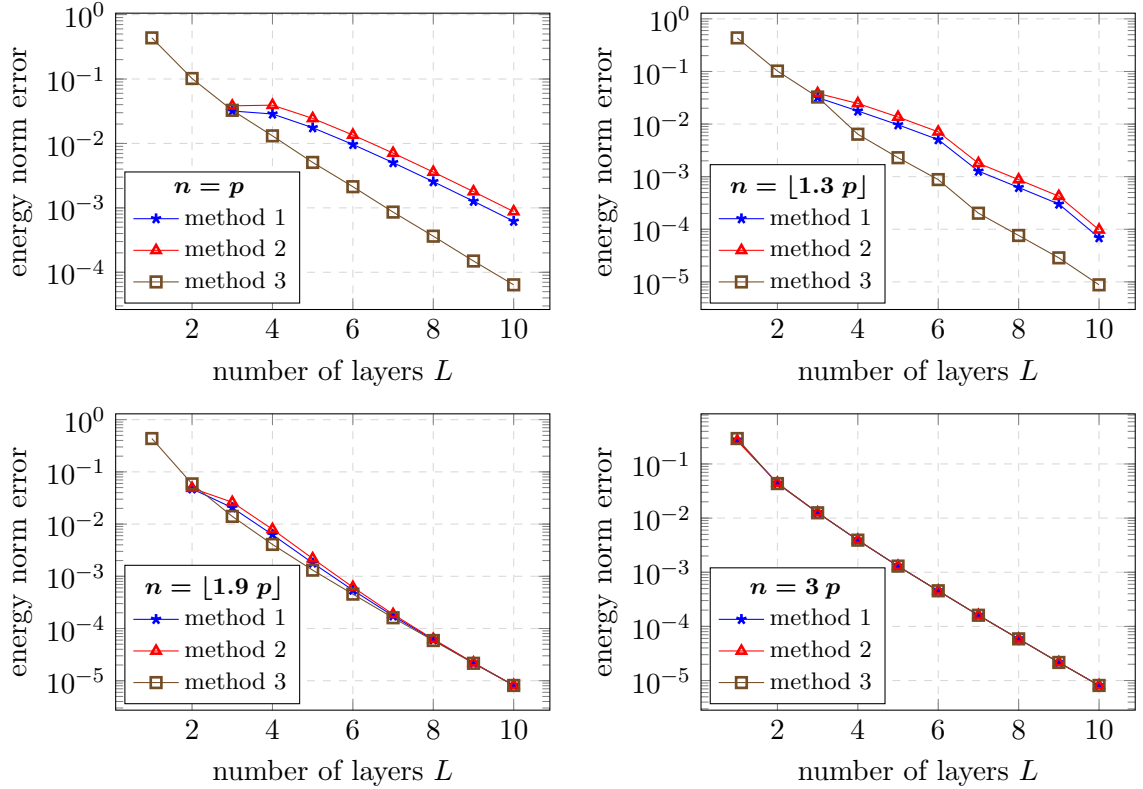 10^0
10^−1
10^−2
10^−3
10^−4
energy norm error
n = p
method 1
method 2
method 3
2 4 6 8 10
number of layers L
10^0
10^−1
10^−2
10^−3
10^−4
10^−5
energy norm error
n = ⌊1.3 p⌋
method 1
method 2
method 3
2 4 6 8 10
number of layers L
10^0
10^−1
10^−2
10^−3
10^−4
10^−5
energy norm error
n = ⌊1.9 p⌋
method 1
method 2
method 3
2 4 6 8 10
number of layers L
10^−1
10^−2
10^−3
10^−4
10^−5
energy norm error
n = 3 p
method 1
method 2
method 3
2 4 6 8 10
number of layers L